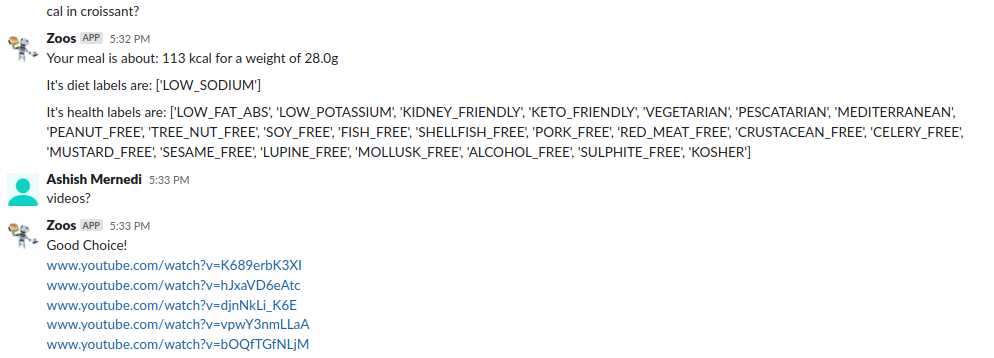 cal in croissant?
Zoos APP 5:32 PM
Your meal is about: 113 kcal for a weight of 28.0g
It's diet labels are: ['LOW_SODIUM']
It's health labels are: ['LOW_FAT_ABS', 'LOW_POTASSIUM', 'KIDNEY_FRIENDLY', 'KETO_FRIENDLY', 'VEGETARIAN', 'PESCATARIAN', 'MEDITERRANEAN',
'PEANUT_FREE', 'TREE_NUT_FREE', 'SOY_FREE', 'FISH_FREE', 'SHELLFISH_FREE', 'PORK_FREE', 'RED_MEAT_FREE', 'CRUSTACEAN_FREE', 'CELERY_FREE',
'MUSTARD_FREE', 'SESAME_FREE', 'LUPINE_FREE', 'MOLLUSK_FREE', 'ALCOHOL_FREE', 'SULPHITE_FREE', 'KOSHER']
Ashish Mernedi 5:33 PM
videos?
Zoos APP 5:33 PM
Good Choice!
www.youtube.com/watch?v=K689erbK3XI
www.youtube.com/watch?v=hJxaVD6eAtc
www.youtube.com/watch?v=djnNkLi_K6E
www.youtube.com/watch?v=vpwY3nmLLaA
www.youtube.com/watch?v=bOQfTGfNLjM